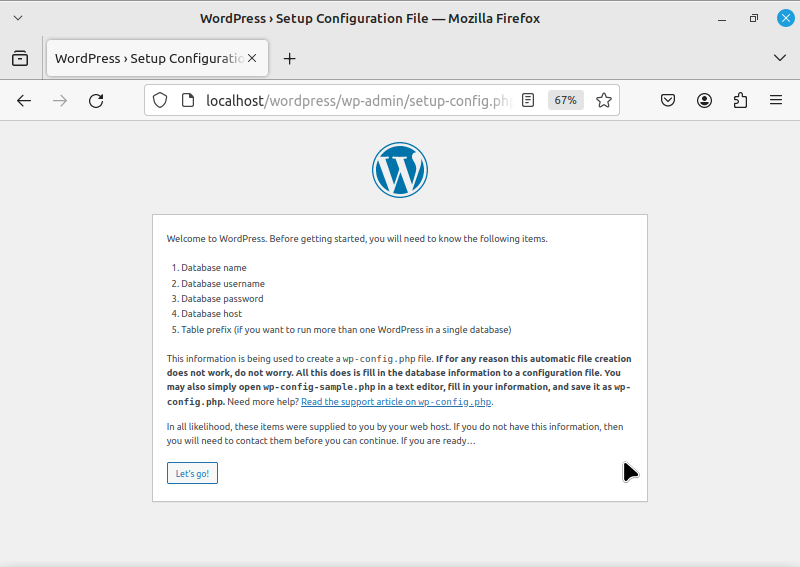 WordPress › Setup Configuration File — Mozilla Firefox
WordPress › Setup Configuratio
localhost/wordpress/wp-admin/setup-config.php
67%
Welcome to WordPress. Before getting started, you will need to know the following items.
1. Database name
2. Database username
3. Database password
4. Database host
5. Table prefix (if you want to run more than one WordPress in a single database)
This information is being used to create a wp-config.php file. If for any reason this automatic file creation
does not work, do not worry. All this does is fill in the database information to a configuration file. You
may also simply open wp-config-sample.php in a text editor, fill in your information, and save it as wp-
config.php. Need more help? Read the support article on wp-config.php.
In all likelihood, these items were supplied to you by your web host. If you do not have this information, then
you will need to contact them before you can continue. If you are ready…
Let's go!